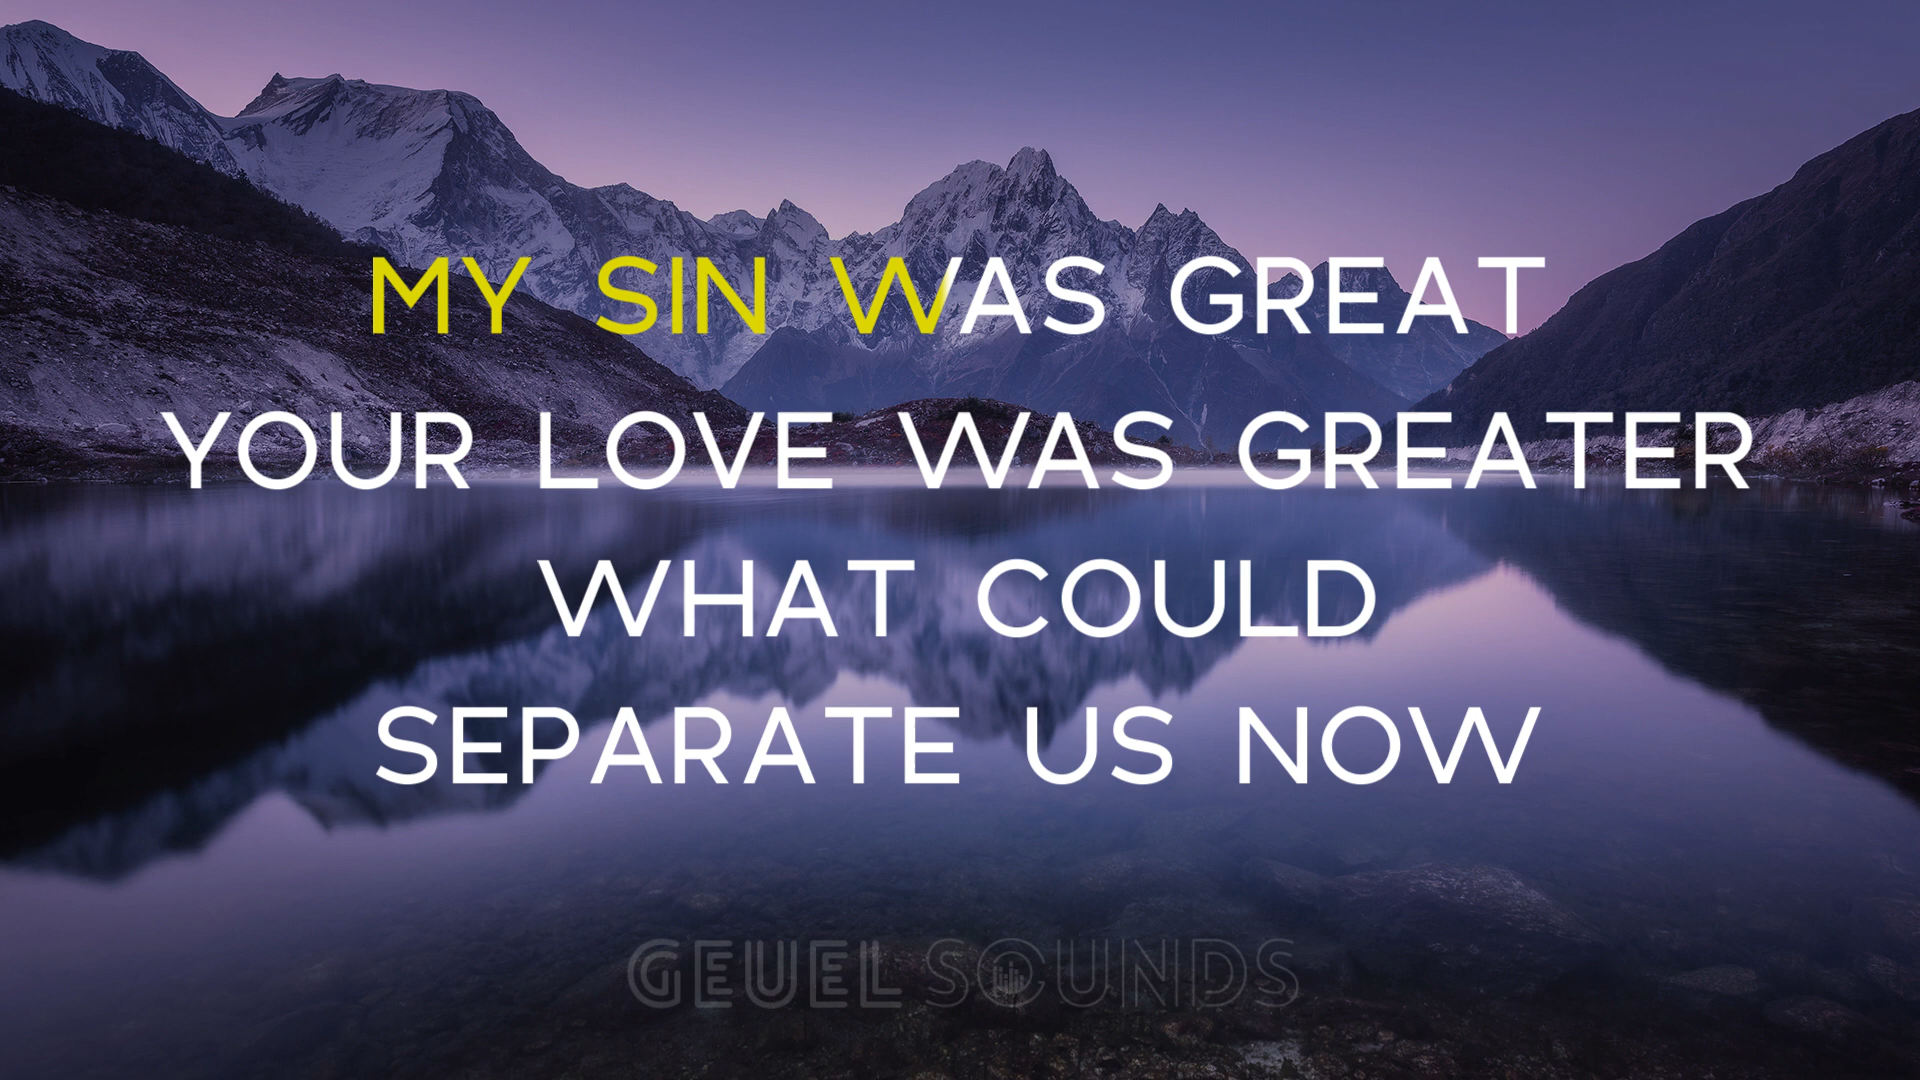 MY SIN WAS GREAT
YOUR LOVE WAS GREATER
WHAT COULD
SEPARATE US NOW
GEUEL SOUNDS